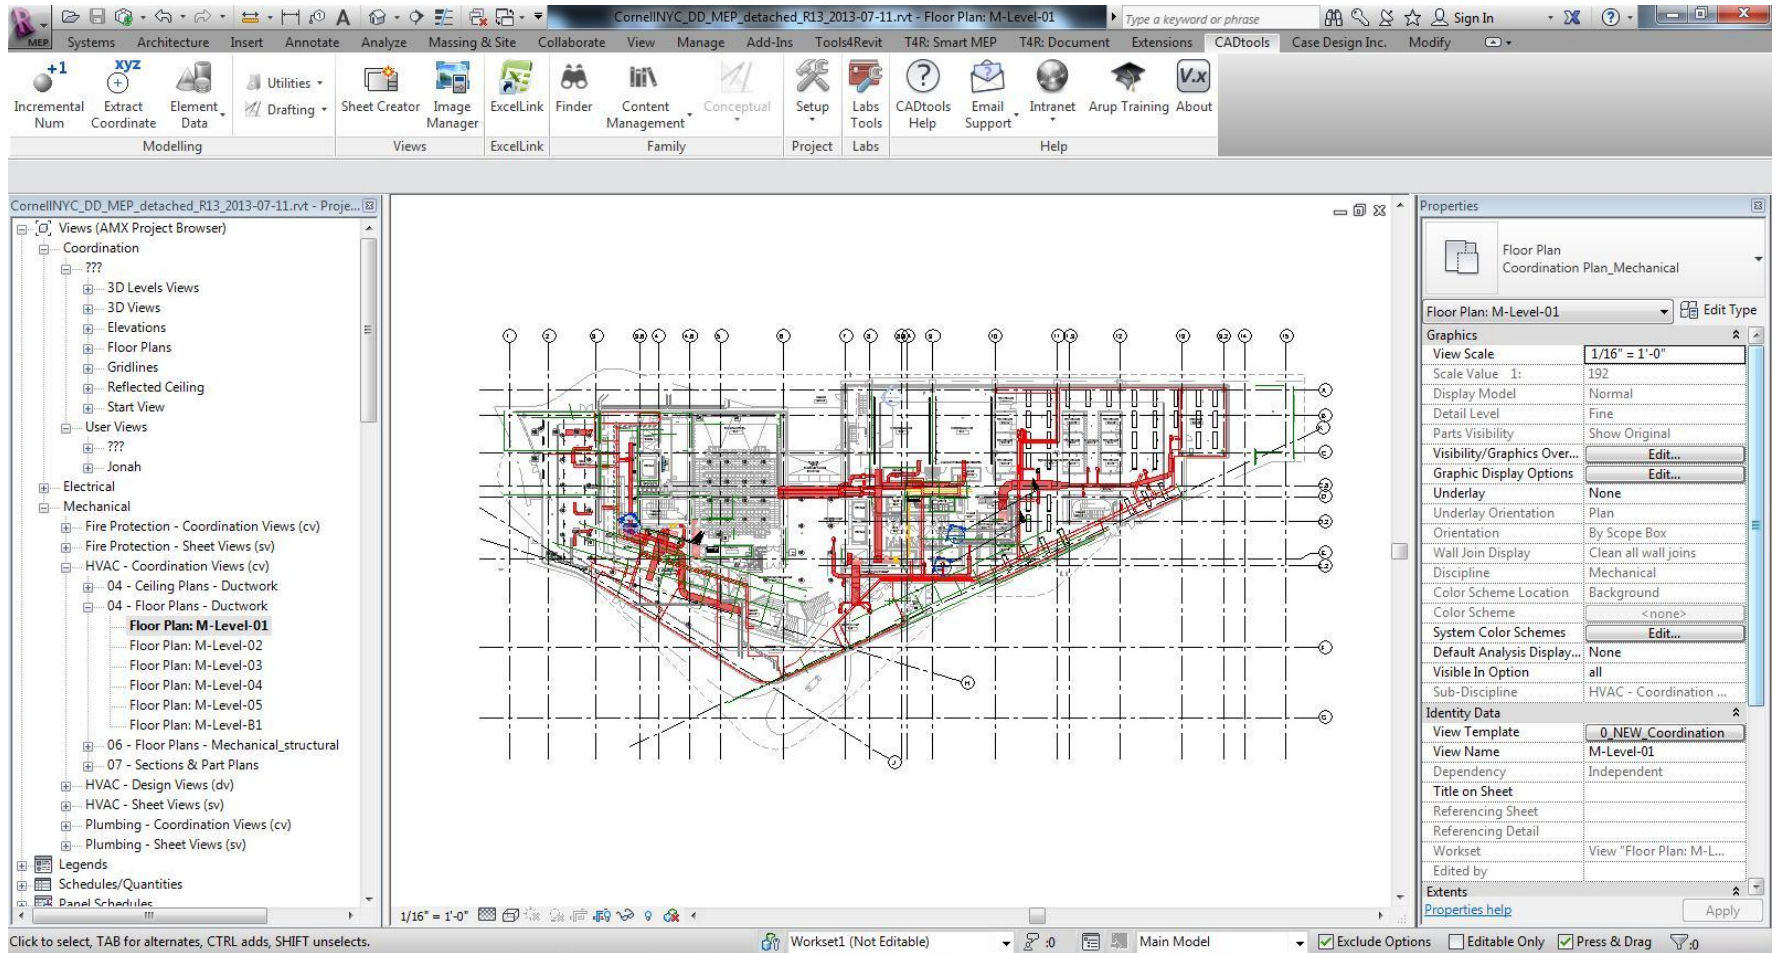 CornellNYC_DD_MEP_detached_R13_2013-07-11.rvt - Floor Plan: M-Level-01
Type a keyword or phrase
Sign In
MEP
Systems Architecture Insert Annotate Analyze Massing & Site Collaborate View Manage Add-Ins Tools4Revit T4R: Smart MEP T4R: Document Extensions CADtools Case Design Inc. Modify
+1
Incremental Num
xyz
Extract Coordinate
Element Data
Utilities
Drafting
Sheet Creator
Image Manager
ExcelLink
Finder
Content Management
Conceptual
Setup
Labs Tools
CADtools Help
Email Support
Intranet
Arup Training
V.x
About
Modelling Views ExcelLink Family Project Labs Help
CornellNYC_DD_MEP_detached_R13_2013-07-11.rvt - Proje...
Views (AMX Project Browser)
Coordination
???
3D Levels Views
3D Views
Elevations
Floor Plans
Gridlines
Reflected Ceiling
Start View
User Views
???
Jonah
Electrical
Mechanical
Fire Protection - Coordination Views (cv)
Fire Protection - Sheet Views (sv)
HVAC - Coordination Views (cv)
04 - Ceiling Plans - Ductwork
04 - Floor Plans - Ductwork
Floor Plan: M-Level-01
Floor Plan: M-Level-02
Floor Plan: M-Level-03
Floor Plan: M-Level-04
Floor Plan: M-Level-05
Floor Plan: M-Level-B1
06 - Floor Plans - Mechanical_structural
07 - Sections & Part Plans
HVAC - Design Views (dv)
HVAC - Sheet Views (sv)
Plumbing - Coordination Views (cv)
Plumbing - Sheet Views (sv)
Legends
Schedules/Quantities
Panel Schedules
H
J
1/16" = 1'-0"
Properties
Floor Plan
Coordination Plan_Mechanical
Floor Plan: M-Level-01
Edit Type
Graphics
View Scale 1/16" = 1'-0"
Scale Value 1: 192
Display Model Normal
Detail Level Fine
Parts Visibility Show Original
Visibility/Graphics Over... Edit...
Graphic Display Options Edit...
Underlay None
Underlay Orientation Plan
Orientation By Scope Box
Wall Join Display Clean all wall joins
Discipline Mechanical
Color Scheme Location Background
Color Scheme <none>
System Color Schemes Edit...
Default Analysis Display... None
Visible In Option all
Sub-Discipline HVAC - Coordination ...
Identity Data
View Template 0_NEW_Coordination
View Name M-Level-01
Dependency Independent
Title on Sheet
Referencing Sheet
Referencing Detail
Workset View "Floor Plan: M-L...
Edited by
Extents
Properties help
Apply
Click to select, TAB for alternates, CTRL adds, SHIFT unselects.
Workset1 (Not Editable)
:0
Main Model
Exclude Options
Editable Only
Press & Drag
:0